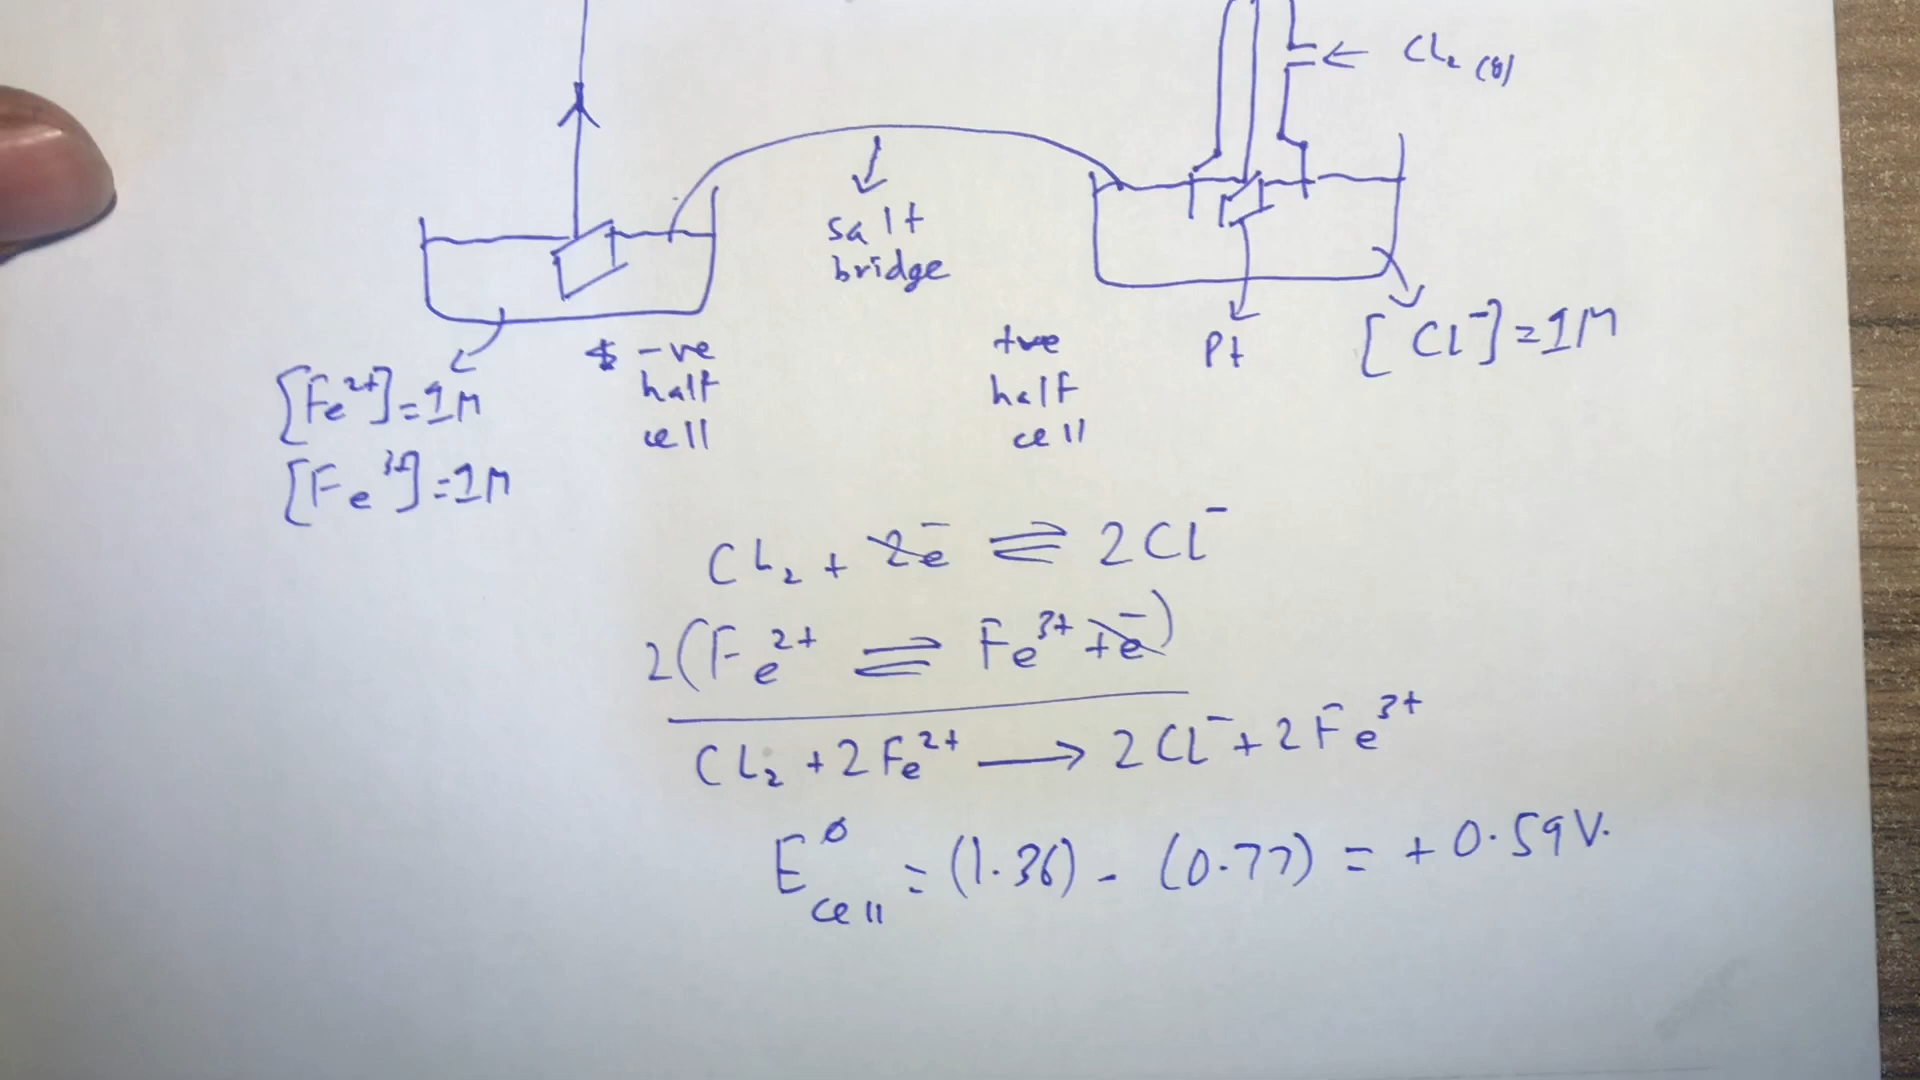 ← Cl₂ (g)
salt
bridge
-ve
half
cell
+ve
half
cell
Pt
[Cl⁻]=1M
[Fe²⁺]=1M
[Fe³⁺]=1M
Cl₂ + 2e⁻ ⇌ 2Cl⁻
2(Fe²⁺ ⇌ Fe³⁺ + e⁻)
Cl₂ + 2Fe²⁺ → 2Cl⁻ + 2Fe³⁺
E°cell = (1.36) - (0.77) = +0.59V.